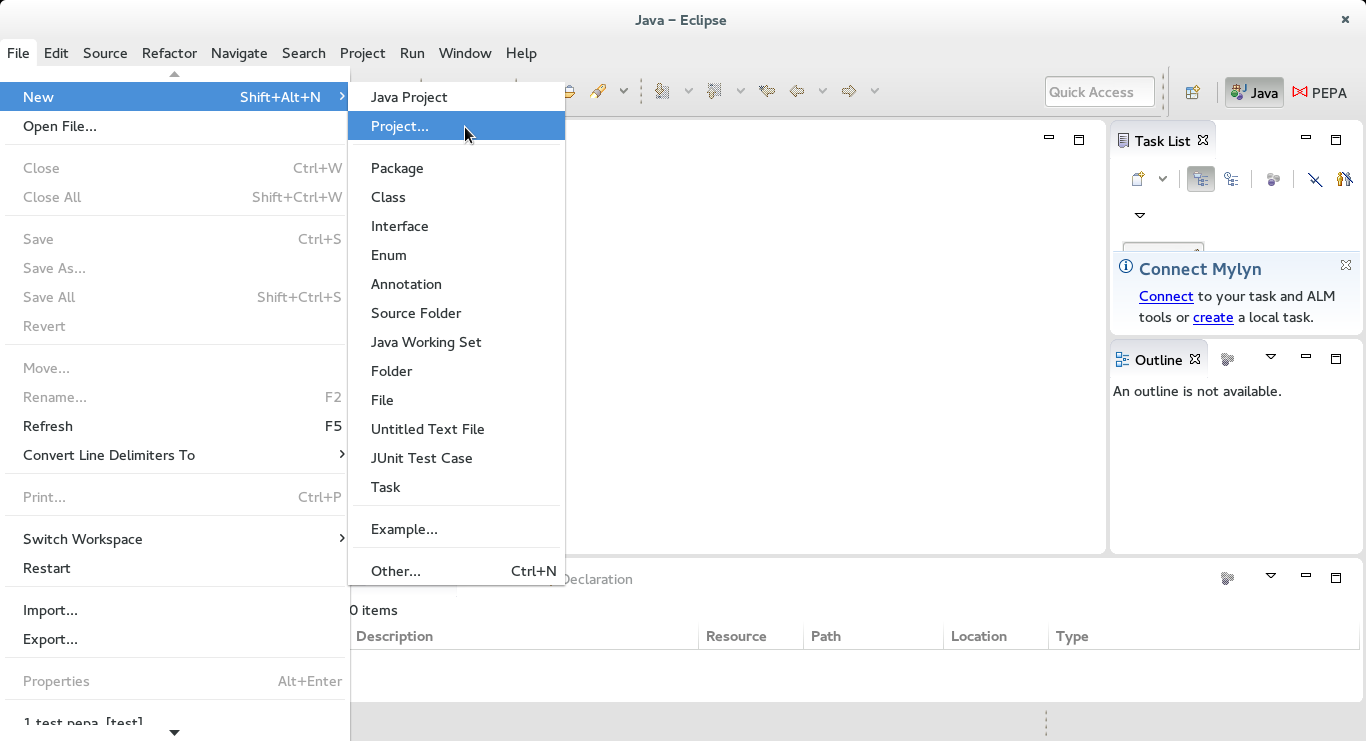 Java – Eclipse
File Edit Source Refactor Navigate Search Project Run Window Help
New Shift+Alt+N
Open File...
Close Ctrl+W
Close All Shift+Ctrl+W
Save Ctrl+S
Save As...
Save All Shift+Ctrl+S
Revert
Move...
Rename... F2
Refresh F5
Convert Line Delimiters To
Print... Ctrl+P
Switch Workspace
Restart
Import...
Export...
Properties Alt+Enter
1 test.pepa [test]
Java Project
Project...
Package
Class
Interface
Enum
Annotation
Source Folder
Java Working Set
Folder
File
Untitled Text File
JUnit Test Case
Task
Example...
Other... Ctrl+N
Quick Access
Java
PEPA
Task List
Connect Mylyn
Connect to your task and ALM
tools or create a local task.
Outline
An outline is not available.
Declaration
0 items
Description Resource Path Location Type